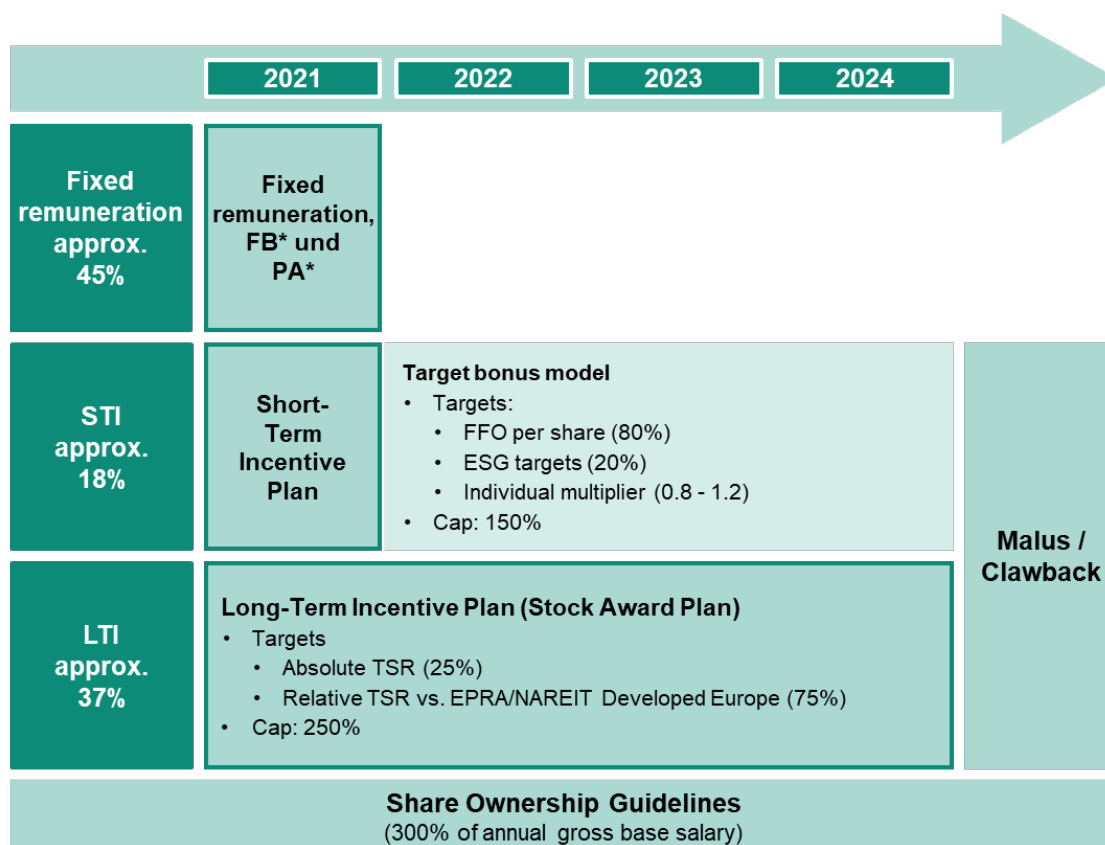 2021
2022
2023
2024
Fixed
remuneration
approx.
45%
Fixed
remuneration,
FB* und
PA*
STI
approx.
18%
Short-
Term
Incentive
Plan
Target bonus model
• Targets:
• FFO per share (80%)
• ESG targets (20%)
• Individual multiplier (0.8 - 1.2)
• Cap: 150%
Malus /
Clawback
LTI
approx.
37%
Long-Term Incentive Plan (Stock Award Plan)
• Targets
• Absolute TSR (25%)
• Relative TSR vs. EPRA/NAREIT Developed Europe (75%)
• Cap: 250%
Share Ownership Guidelines
(300% of annual gross base salary)